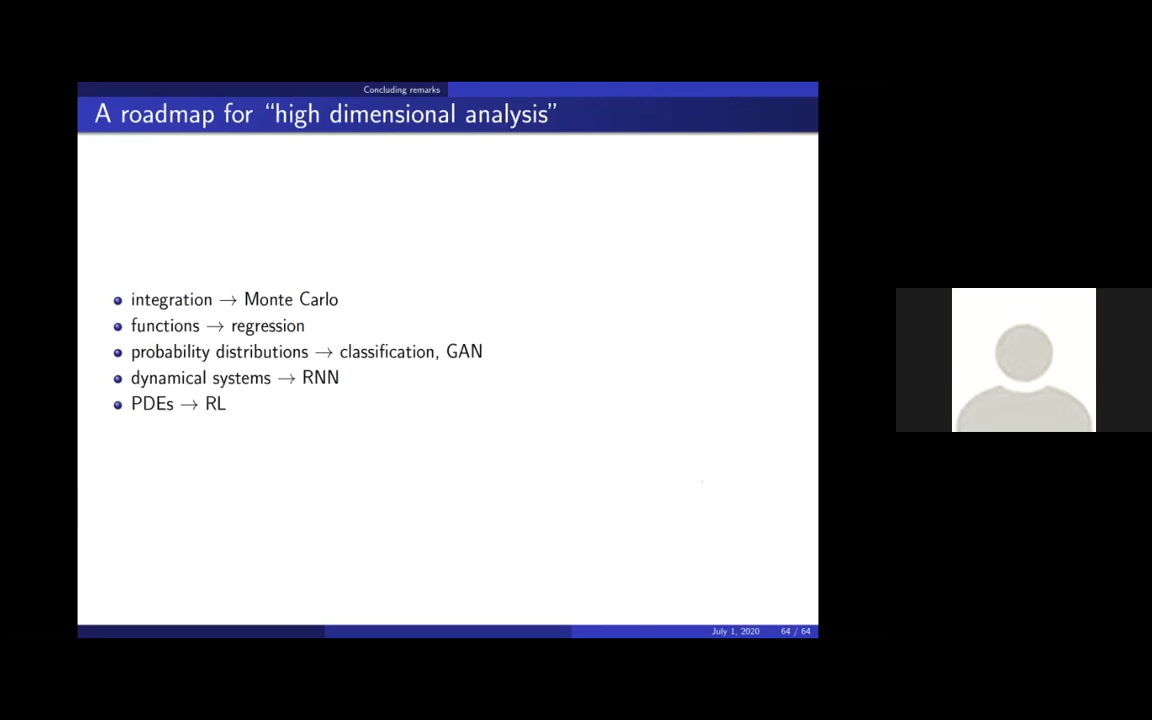 Concluding remarks
A roadmap for “high dimensional analysis”
integration → Monte Carlo
functions → regression
probability distributions → classification, GAN
dynamical systems → RNN
PDEs → RL
July 1, 2020 64 / 64